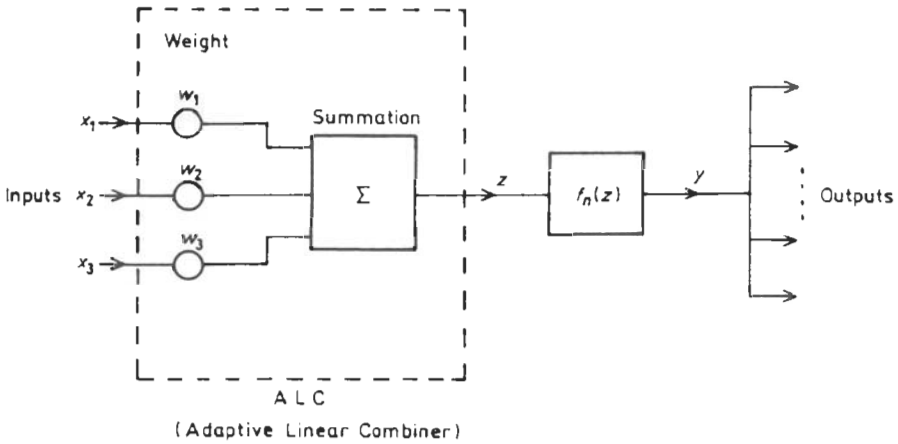 Weight
w1
Summation
x1
w2
Inputs x2
Σ
z
fn(z)
y
Outputs
w3
x3
ALC
(Adaptive Linear Combiner)